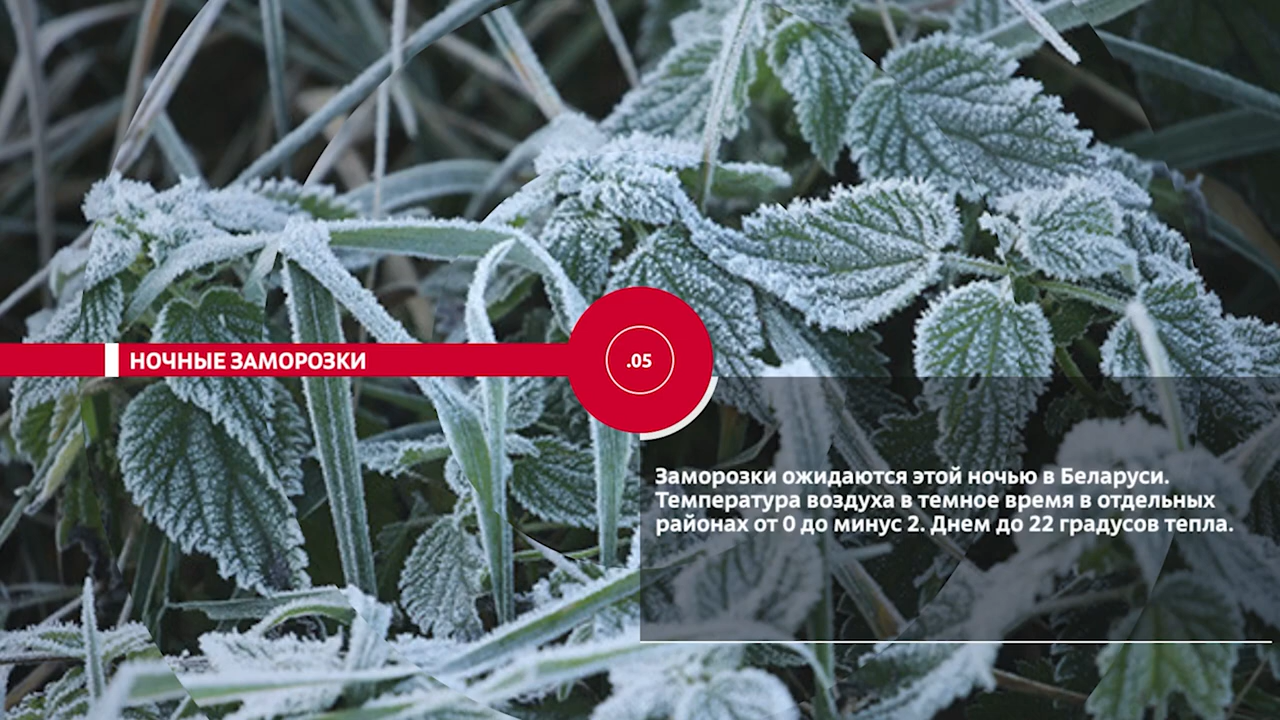 НОЧНЫЕ ЗАМОРОЗКИ
.05
Заморозки ожидаются этой ночью в Беларуси.
Температура воздуха в темное время в отдельных
районах от 0 до минус 2. Днем до 22 градусов тепла.